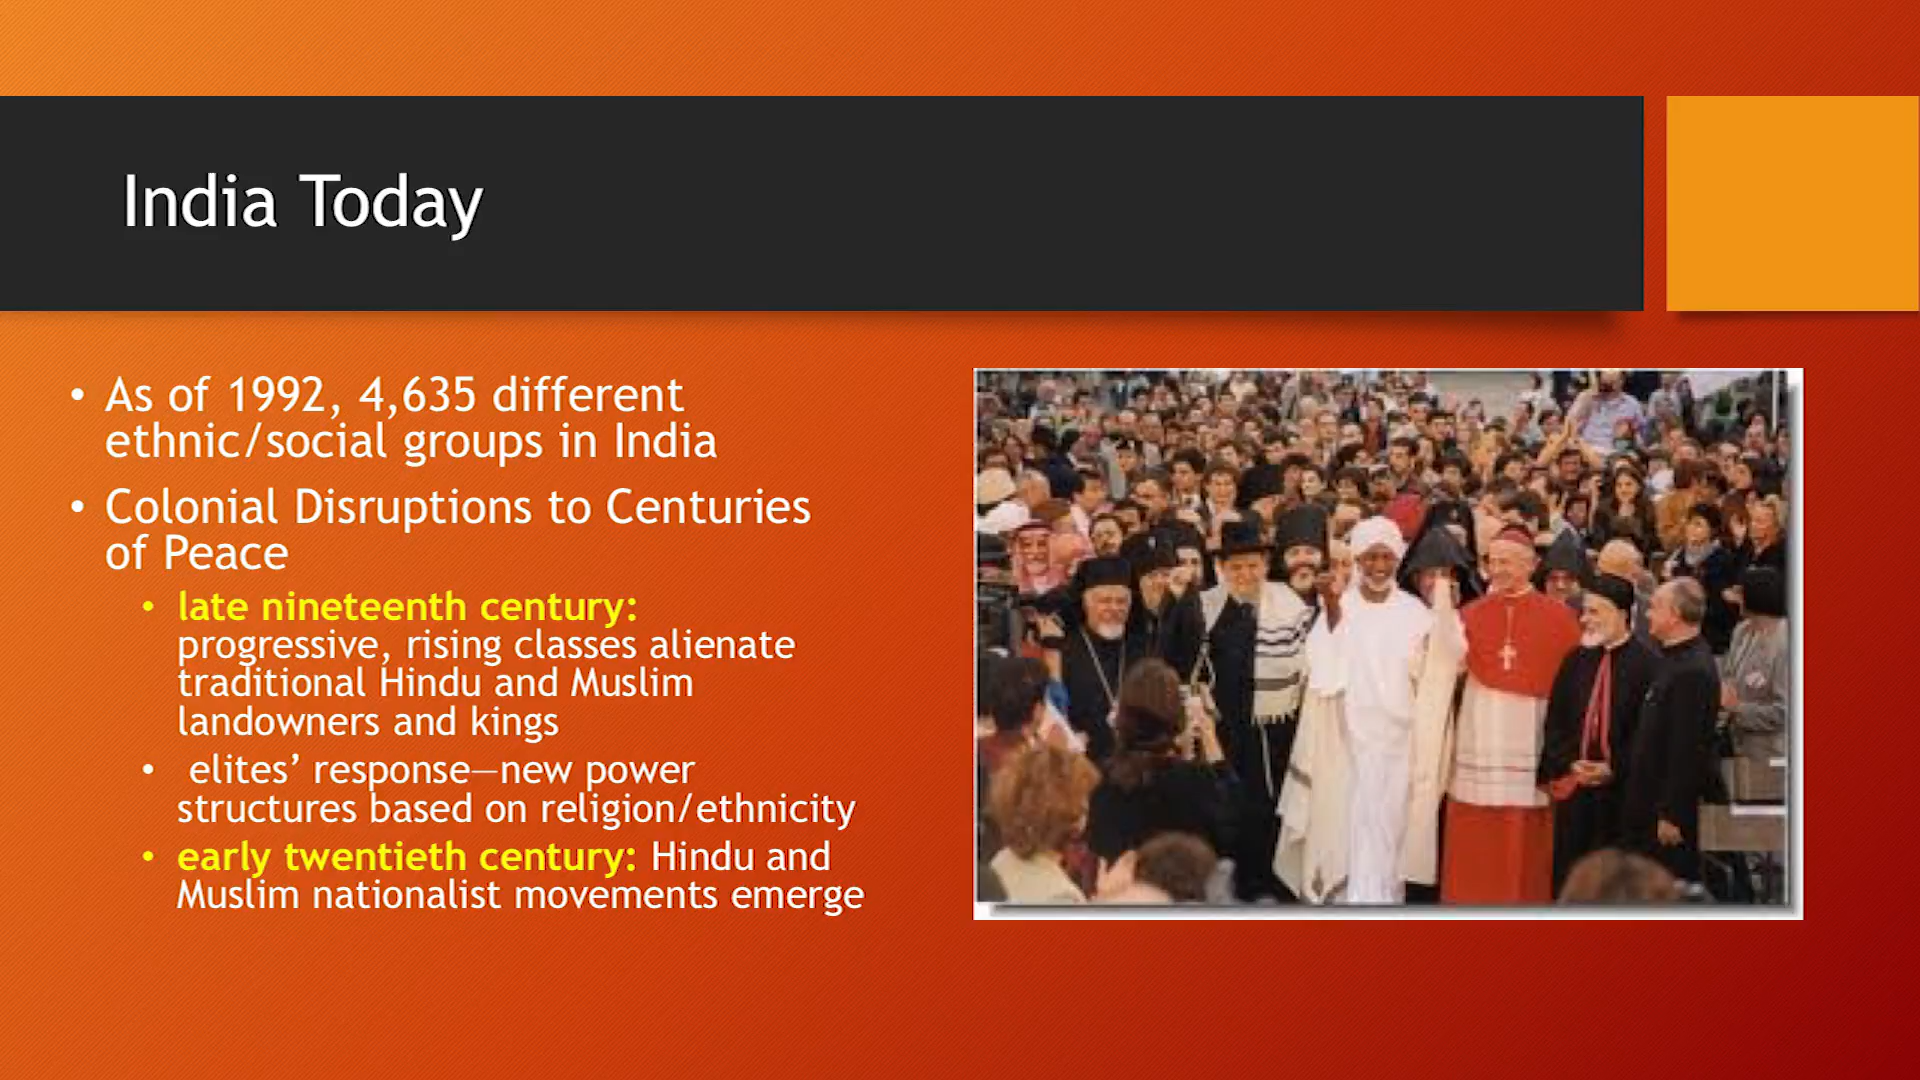 India Today
• As of 1992, 4,635 different
ethnic/social groups in India
• Colonial Disruptions to Centuries
of Peace
• late nineteenth century:
progressive, rising classes alienate
traditional Hindu and Muslim
landowners and kings
• elites’ response—new power
structures based on religion/ethnicity
• early twentieth century: Hindu and
Muslim nationalist movements emerge